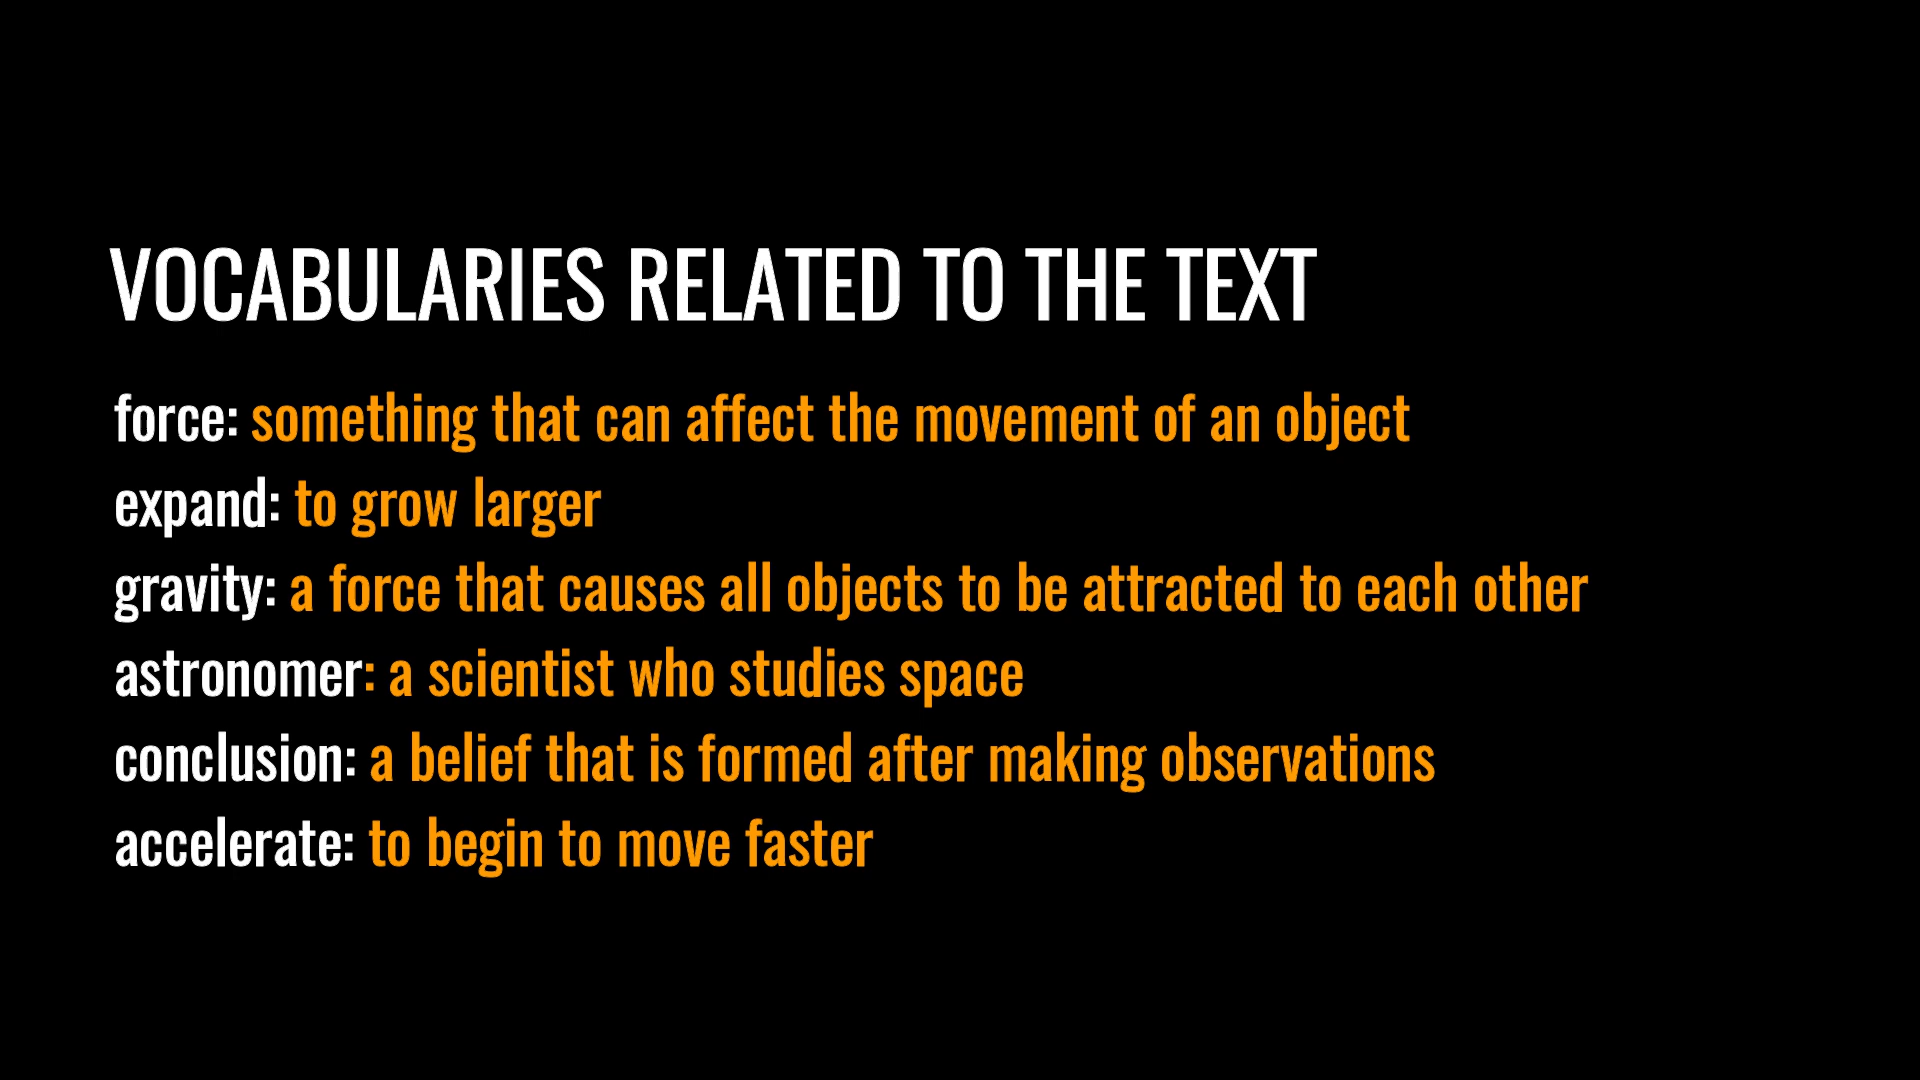 VOCABULARIES RELATED TO THE TEXT
force: something that can affect the movement of an object
expand: to grow larger
gravity: a force that causes all objects to be attracted to each other
astronomer: a scientist who studies space
conclusion: a belief that is formed after making observations
accelerate: to begin to move faster